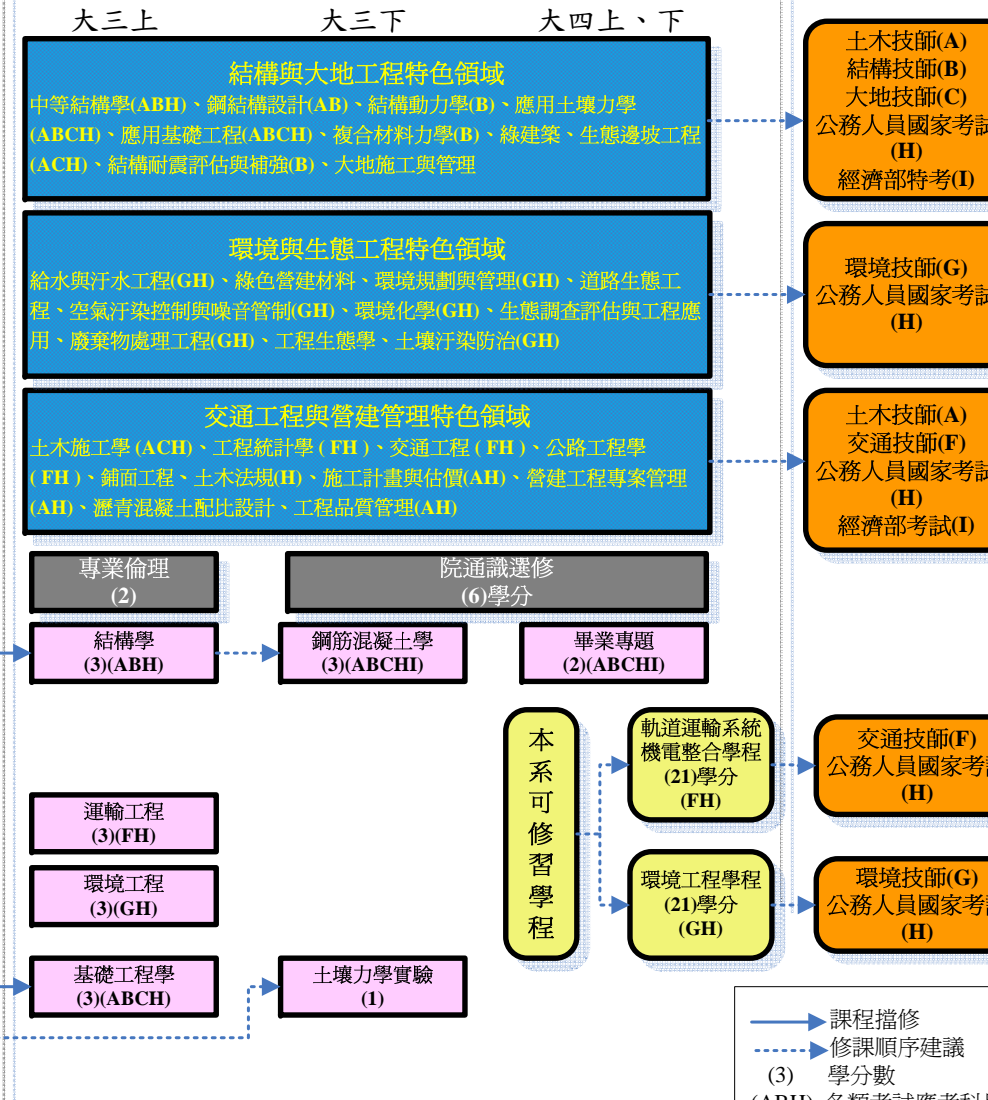 大三上
大三下
大四上、下
結構與大地工程特色領域
中等結構學(ABH)、鋼結構設計(AB)、結構動力學(B)、應用土壤力學
(ABCH)、應用基礎工程(ABCH)、複合材料力學(B)、綠建築、生態邊坡工程
(ACH)、結構耐震評估與補強(B)、大地施工與管理
土木技師(A)
結構技師(B)
大地技師(C)
公務人員國家考試
(H)
經濟部特考(I)
環境與生態工程特色領域
給水與汙水工程(GH)、綠色營建材料、環境規劃與管理(GH)、道路生態工
程、空氣汙染控制與噪音管制(GH)、環境化學(GH)、生態調查評估與工程應
用、廢棄物處理工程(GH)、工程生態學、土壤汙染防治(GH)
環境技師(G)
公務人員國家考試
(H)
交通工程與營建管理特色領域
土木施工學 (ACH)、工程統計學 ( FH )、交通工程 ( FH )、公路工程學
( FH )、鋪面工程、土木法規(H)、施工計畫與估價(AH)、營建工程專案管理
(AH)、瀝青混凝土配比設計、工程品質管理(AH)
土木技師(A)
交通技師(F)
公務人員國家考試
(H)
經濟部考試(I)
專業倫理
(2)
院通識選修
(6)學分
結構學
(3)(ABH)
鋼筋混凝土學
(3)(ABCHI)
畢業專題
(2)(ABCHI)
本系可修習學程
軌道運輸系統
機電整合學程
(21)學分
(FH)
交通技師(F)
公務人員國家考
(H)
運輸工程
(3)(FH)
環境工程
(3)(GH)
環境工程學程
(21)學分
(GH)
環境技師(G)
公務人員國家考
(H)
基礎工程學
(3)(ABCH)
土壤力學實驗
(1)
課程擋修
修課順序建議
(3) 學分數